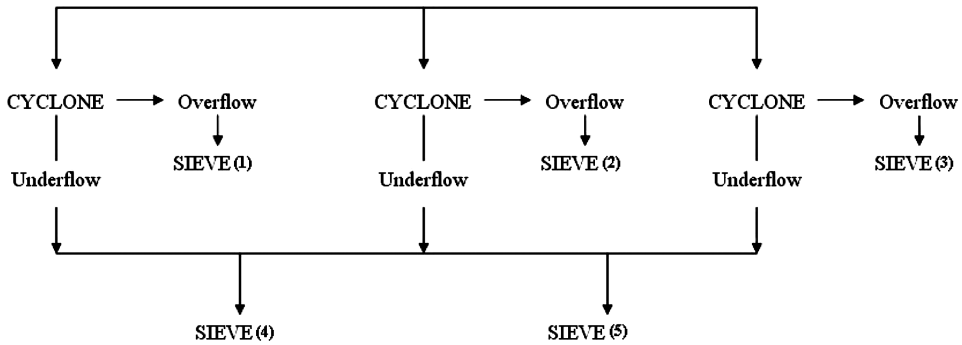 CYCLONE Overflow CYCLONE Overflow CYCLONE Overflow
SIEVE (1) SIEVE (2) SIEVE (3)
Underflow Underflow Underflow
SIEVE (4) SIEVE (5)